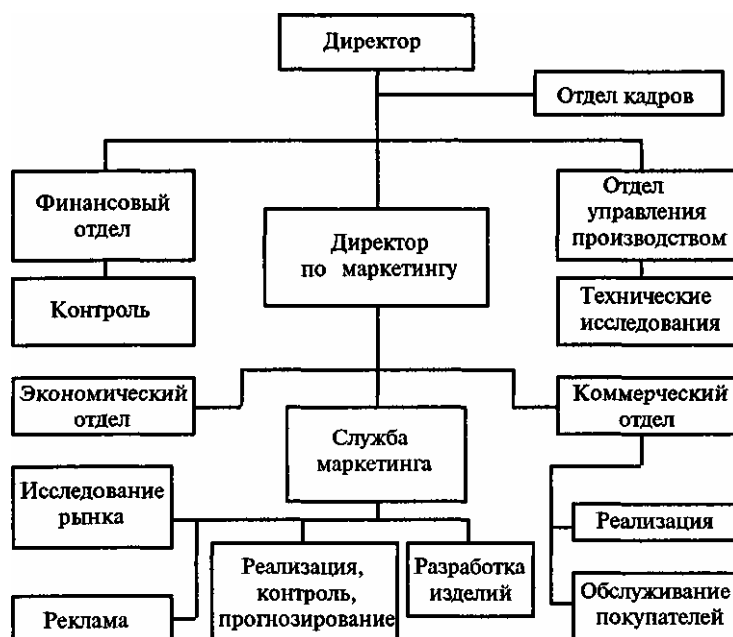 Директор
Отдел кадров
Финансовый
отдел
Директор
по маркетингу
Отдел
управления
производством
Контроль
Технические
исследования
Экономический
отдел
Служба
маркетинга
Коммерческий
отдел
Исследование
рынка
Реализация
Реклама
Реализация,
контроль,
прогнозирование
Разработка
изделий
Обслуживание
покупателей